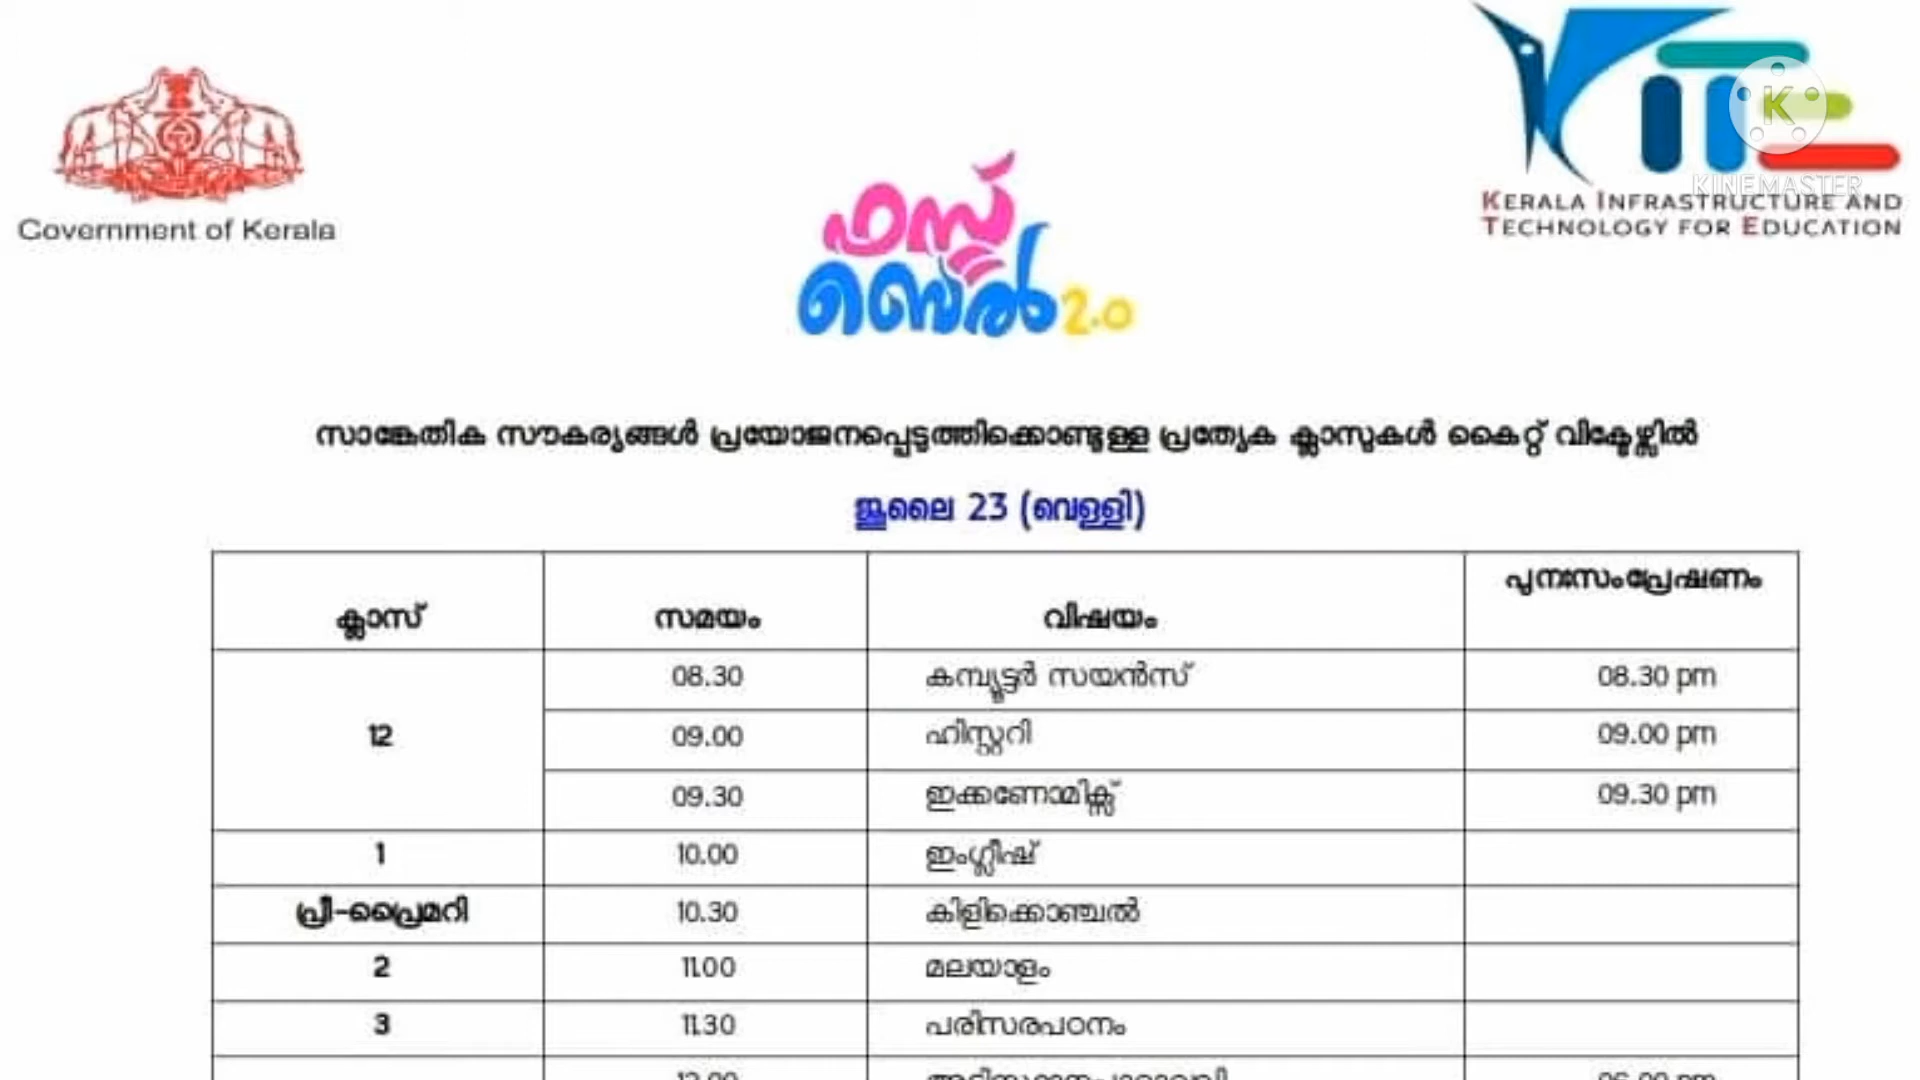 Government of Kerala
KINEMASTER
KERALA INFRASTRUCTURE AND
TECHNOLOGY FOR EDUCATION
ഫസ്റ്റ്
ബെൽ 2.0
സാങ്കേതിക സൗകര്യങ്ങൾ പ്രയോജനപ്പെടുത്തിക്കൊണ്ടുള്ള പ്രത്യേക ക്ലാസുകൾ കൈറ്റ് വിക്ടേഴ്സിൽ
ജൂലൈ 23 (വെള്ളി)
ക്ലാസ് സമയം വിഷയം പുനഃസംപ്രേഷണം
12 08.30 കമ്പ്യൂട്ടർ സയൻസ് 08.30 pm
09.00 ഹിസ്റ്ററി 09.00 pm
09.30 ഇക്കണോമിക്സ് 09.30 pm
1 10.00 ഇംഗ്ലീഷ്
പ്രീ-പ്രൈമറി 10.30 കിളിക്കൊഞ്ചൽ
2 11.00 മലയാളം
3 11.30 പരിസരപഠനം